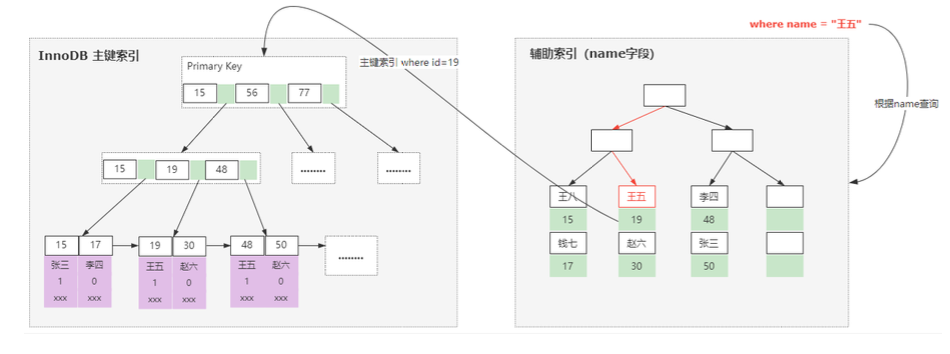 where name = "王五"
InnoDB 主键索引
辅助索引（name字段）
Primary Key
主键索引 where id=19
15 56 77
根据name查询
15 19 48
........ ........
王八 王五 李四
15 19 48
15 17 19 30 48 50
钱七 赵六 张三
........
张三 李四 王五 赵六 王五 赵六
17 30 50
1 0 1 0 1 0
xxx xxx xxx xxx xxx xxx